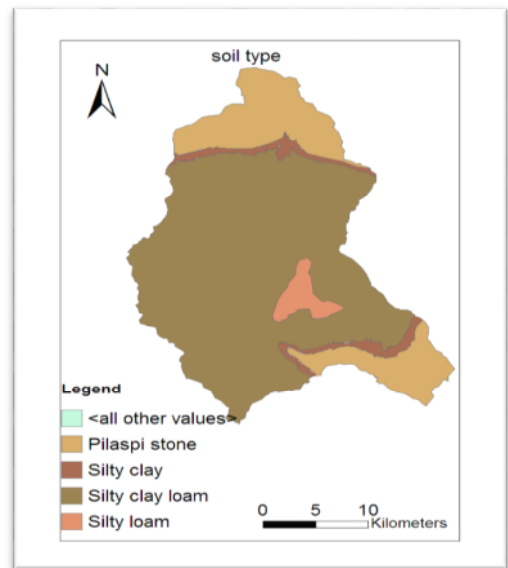 soil type
N
Legend
<all other values>
Pilaspi stone
Silty clay
Silty clay loam
Silty loam
0 5 10
Kilometers